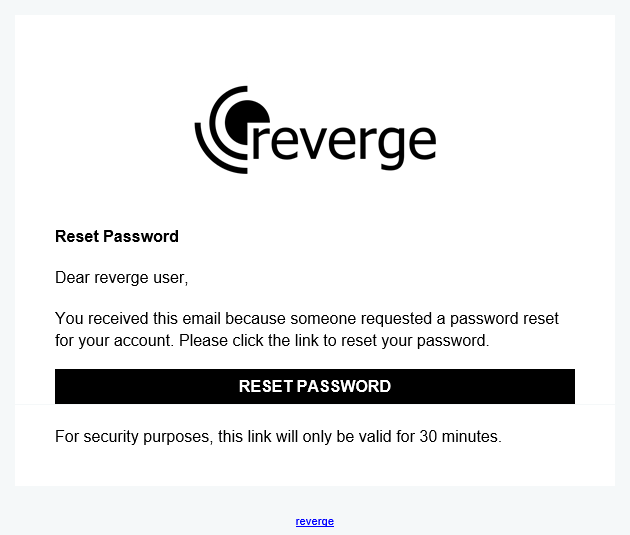 reverge
Reset Password
Dear reverge user,
You received this email because someone requested a password reset
for your account. Please click the link to reset your password.
RESET PASSWORD
For security purposes, this link will only be valid for 30 minutes.
reverge